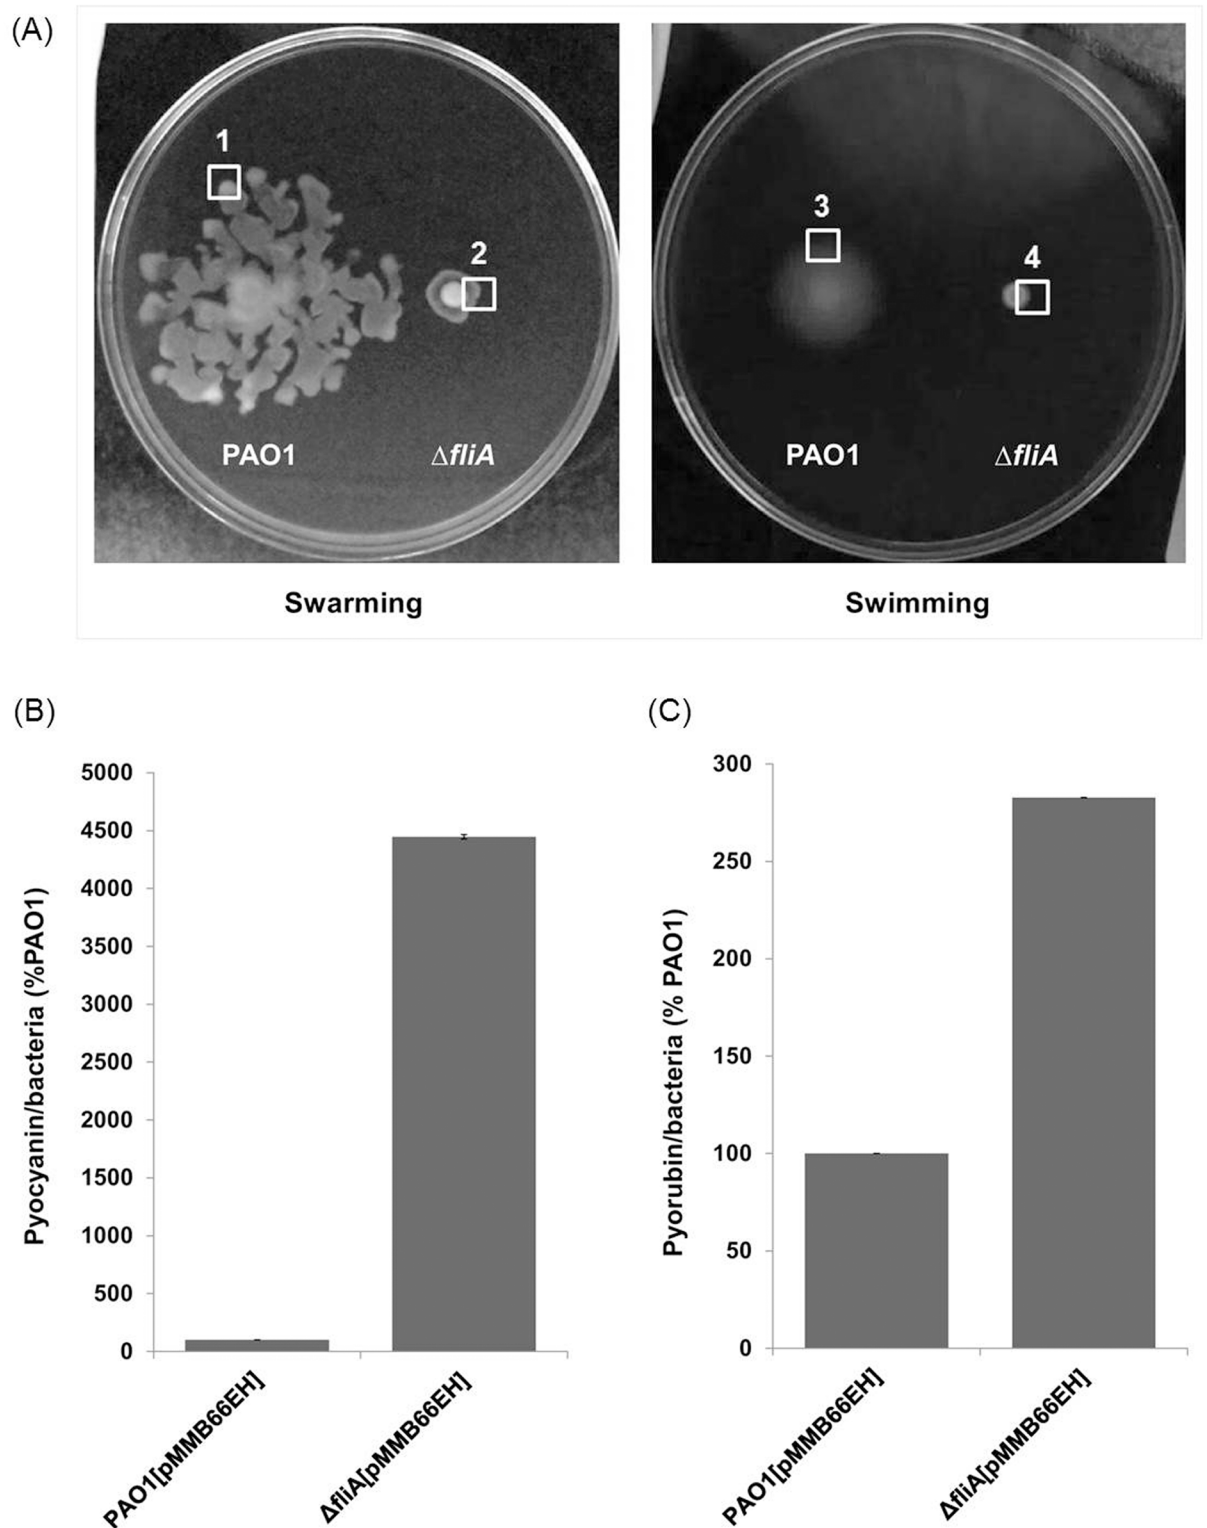 (A)
1
2
PAO1
ΔfliA
3
4
PAO1
ΔfliA
Swarming
Swimming
(B)
(C)
Pyocyanin/bacteria (%PAO1)
5000
4500
4000
3500
3000
2500
2000
1500
1000
500
0
PAO1[pMMB66EH]
ΔfliA[pMMB66EH]
Pyorubin/bacteria (% PAO1)
300
250
200
150
100
50
0
PAO1[pMMB66EH]
ΔfliA[pMMB66EH]